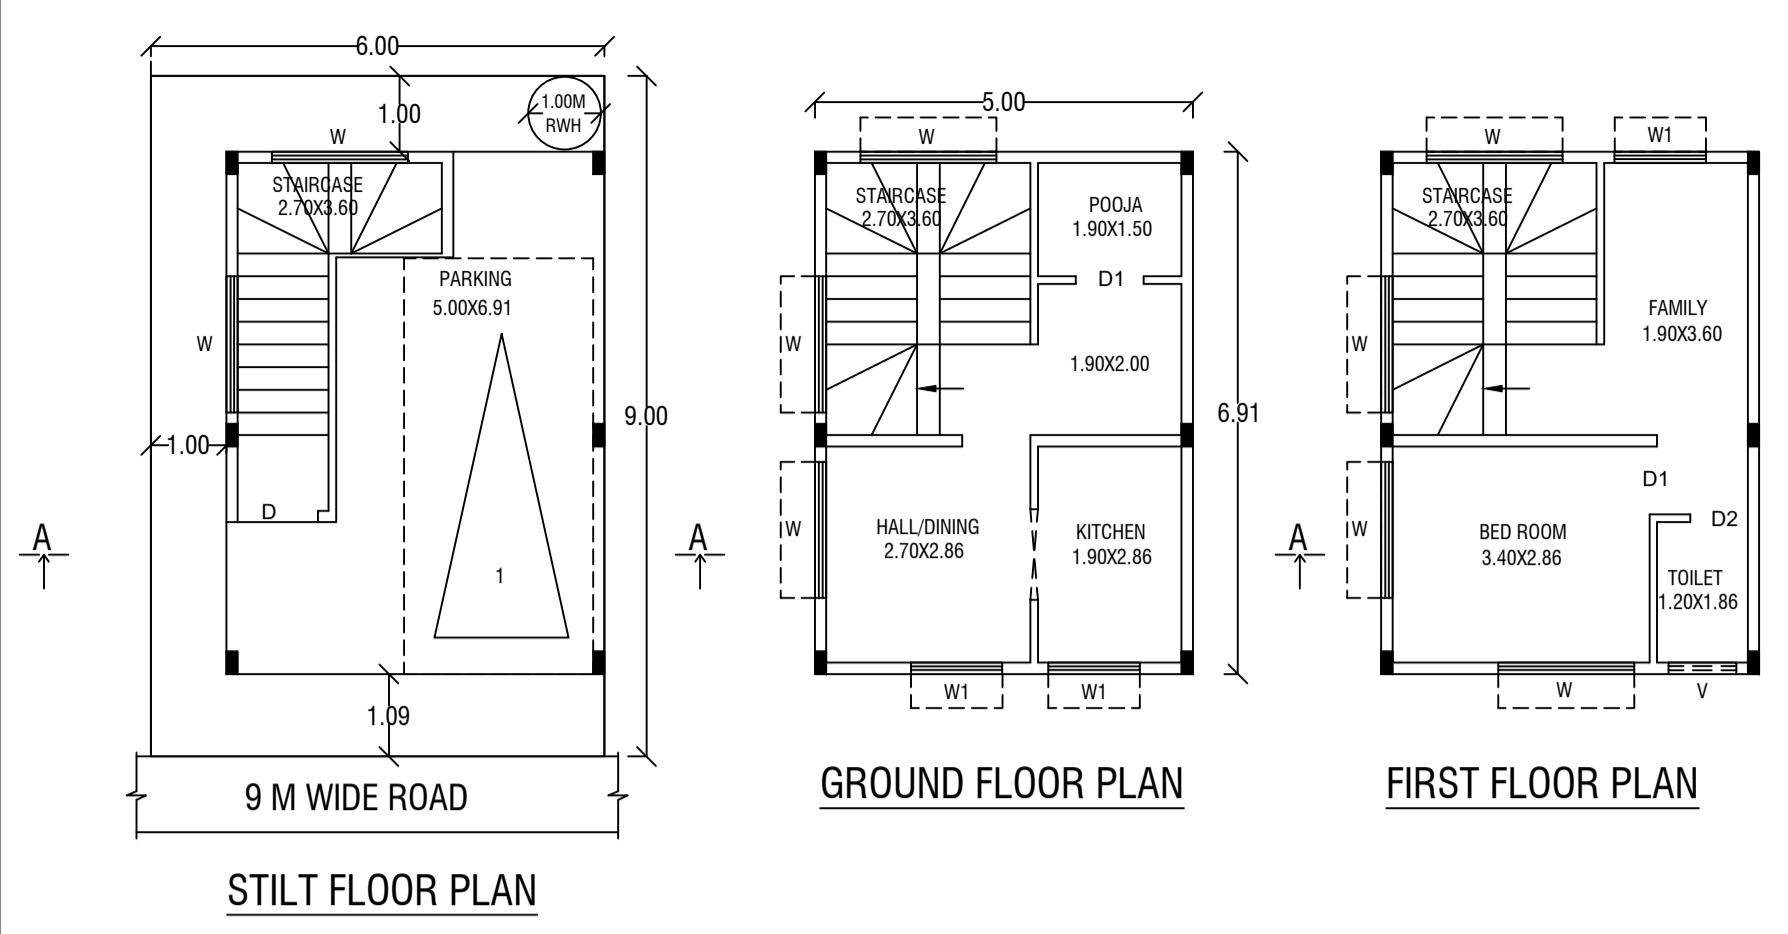 6.00
1.00
1.00M
RWH
W
STAIRCASE
2.70X3.60
PARKING
5.00X6.91
W
9.00
1.00
D
A
1
1.09
9 M WIDE ROAD
STILT FLOOR PLAN
5.00
W
STAIRCASE
2.70X3.60
POOJA
1.90X1.50
D1
W
1.90X2.00
6.91
A
W
HALL/DINING
2.70X2.86
KITCHEN
1.90X2.86
W1
W1
GROUND FLOOR PLAN
W
W1
STAIRCASE
2.70X3.60
FAMILY
1.90X3.60
W
D1
A
W
BED ROOM
3.40X2.86
D2
TOILET
1.20X1.86
W
V
FIRST FLOOR PLAN